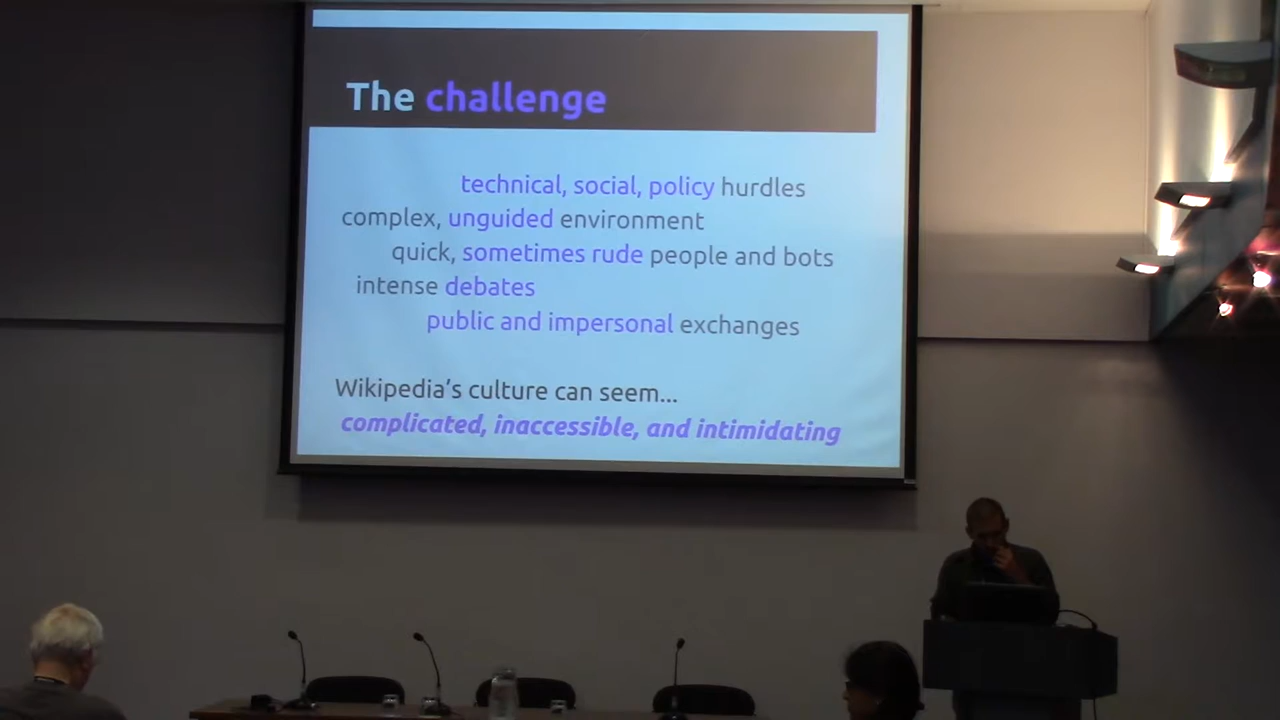 The challenge
technical, social, policy hurdles
complex, unguided environment
quick, sometimes rude people and bots
intense debates
public and impersonal exchanges
Wikipedia's culture can seem...
complicated, inaccessible, and intimidating